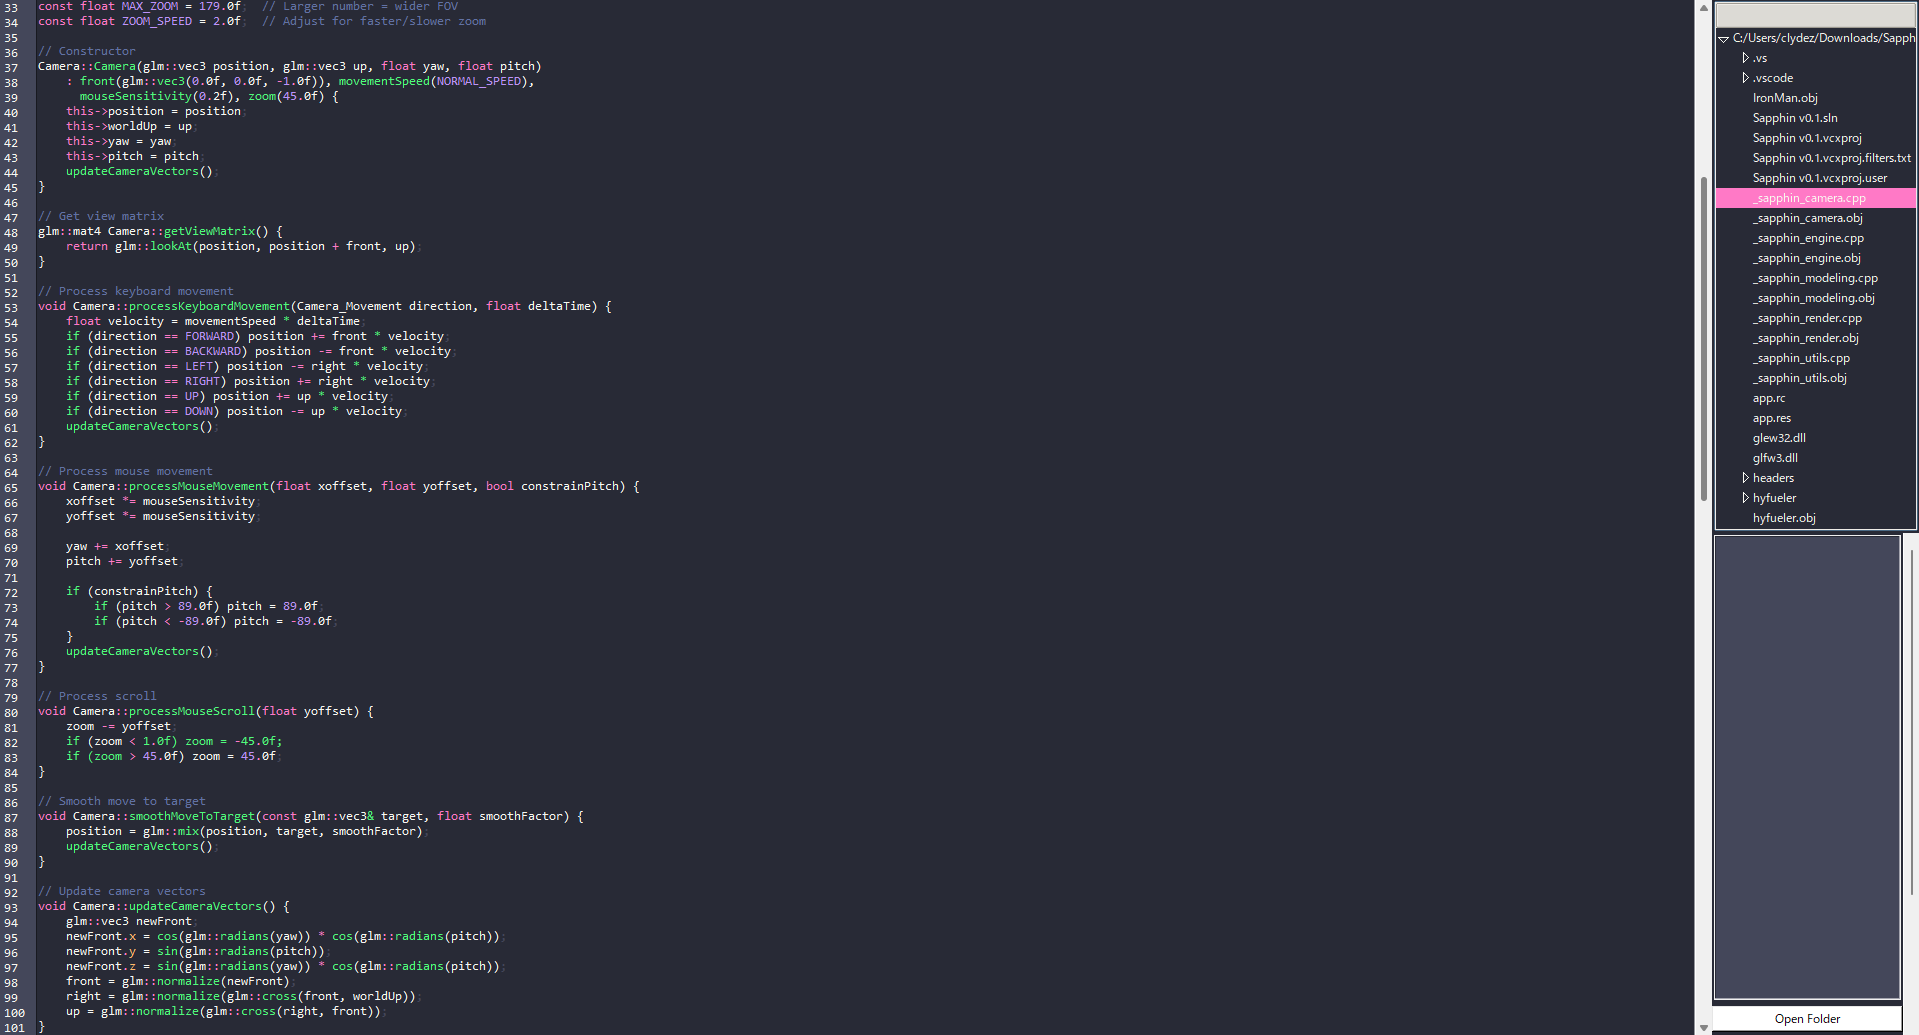 33 const float MAX_ZOOM = 179.0f;  // Larger number = wider FOV
34 const float ZOOM_SPEED = 2.0f;  // Adjust for faster/slower zoom
35
36 // Constructor
37 Camera::Camera(glm::vec3 position, glm::vec3 up, float yaw, float pitch)
38     : front(glm::vec3(0.0f, 0.0f, -1.0f)), movementSpeed(NORMAL_SPEED),
39       mouseSensitivity(0.2f), zoom(45.0f) {
40     this->position = position;
41     this->worldUp = up;
42     this->yaw = yaw;
43     this->pitch = pitch;
44     updateCameraVectors();
45 }
46
47 // Get view matrix
48 glm::mat4 Camera::getViewMatrix() {
49     return glm::lookAt(position, position + front, up);
50 }
51
52 // Process keyboard movement
53 void Camera::processKeyboardMovement(Camera_Movement direction, float deltaTime) {
54     float velocity = movementSpeed * deltaTime;
55     if (direction == FORWARD) position += front * velocity;
56     if (direction == BACKWARD) position -= front * velocity;
57     if (direction == LEFT) position -= right * velocity;
58     if (direction == RIGHT) position += right * velocity;
59     if (direction == UP) position += up * velocity;
60     if (direction == DOWN) position -= up * velocity;
61     updateCameraVectors();
62 }
63
64 // Process mouse movement
65 void Camera::processMouseMovement(float xoffset, float yoffset, bool constrainPitch) {
66     xoffset *= mouseSensitivity;
67     yoffset *= mouseSensitivity;
68
69     yaw += xoffset;
70     pitch += yoffset;
71
72     if (constrainPitch) {
73         if (pitch > 89.0f) pitch = 89.0f;
74         if (pitch < -89.0f) pitch = -89.0f;
75     }
76     updateCameraVectors();
77 }
78
79 // Process scroll
80 void Camera::processMouseScroll(float yoffset) {
81     zoom -= yoffset;
82     if (zoom < 1.0f) zoom = -45.0f;
83     if (zoom > 45.0f) zoom = 45.0f;
84 }
85
86 // Smooth move to target
87 void Camera::smoothMoveToTarget(const glm::vec3& target, float smoothFactor) {
88     position = glm::mix(position, target, smoothFactor);
89     updateCameraVectors();
90 }
91
92 // Update camera vectors
93 void Camera::updateCameraVectors() {
94     glm::vec3 newFront;
95     newFront.x = cos(glm::radians(yaw)) * cos(glm::radians(pitch));
96     newFront.y = sin(glm::radians(pitch));
97     newFront.z = sin(glm::radians(yaw)) * cos(glm::radians(pitch));
98     front = glm::normalize(newFront);
99     right = glm::normalize(glm::cross(front, worldUp));
100     up = glm::normalize(glm::cross(right, front));
101 }
C:/Users/clydez/Downloads/Sapph
.vs
.vscode
IronMan.obj
Sapphin v0.1.sln
Sapphin v0.1.vcxproj
Sapphin v0.1.vcxproj.filters.txt
Sapphin v0.1.vcxproj.user
_sapphin_camera.cpp
_sapphin_camera.obj
_sapphin_engine.cpp
_sapphin_engine.obj
_sapphin_modeling.cpp
_sapphin_modeling.obj
_sapphin_render.cpp
_sapphin_render.obj
_sapphin_utils.cpp
_sapphin_utils.obj
app.rc
app.res
glew32.dll
glfw3.dll
headers
hyfueler
hyfueler.obj
Open Folder